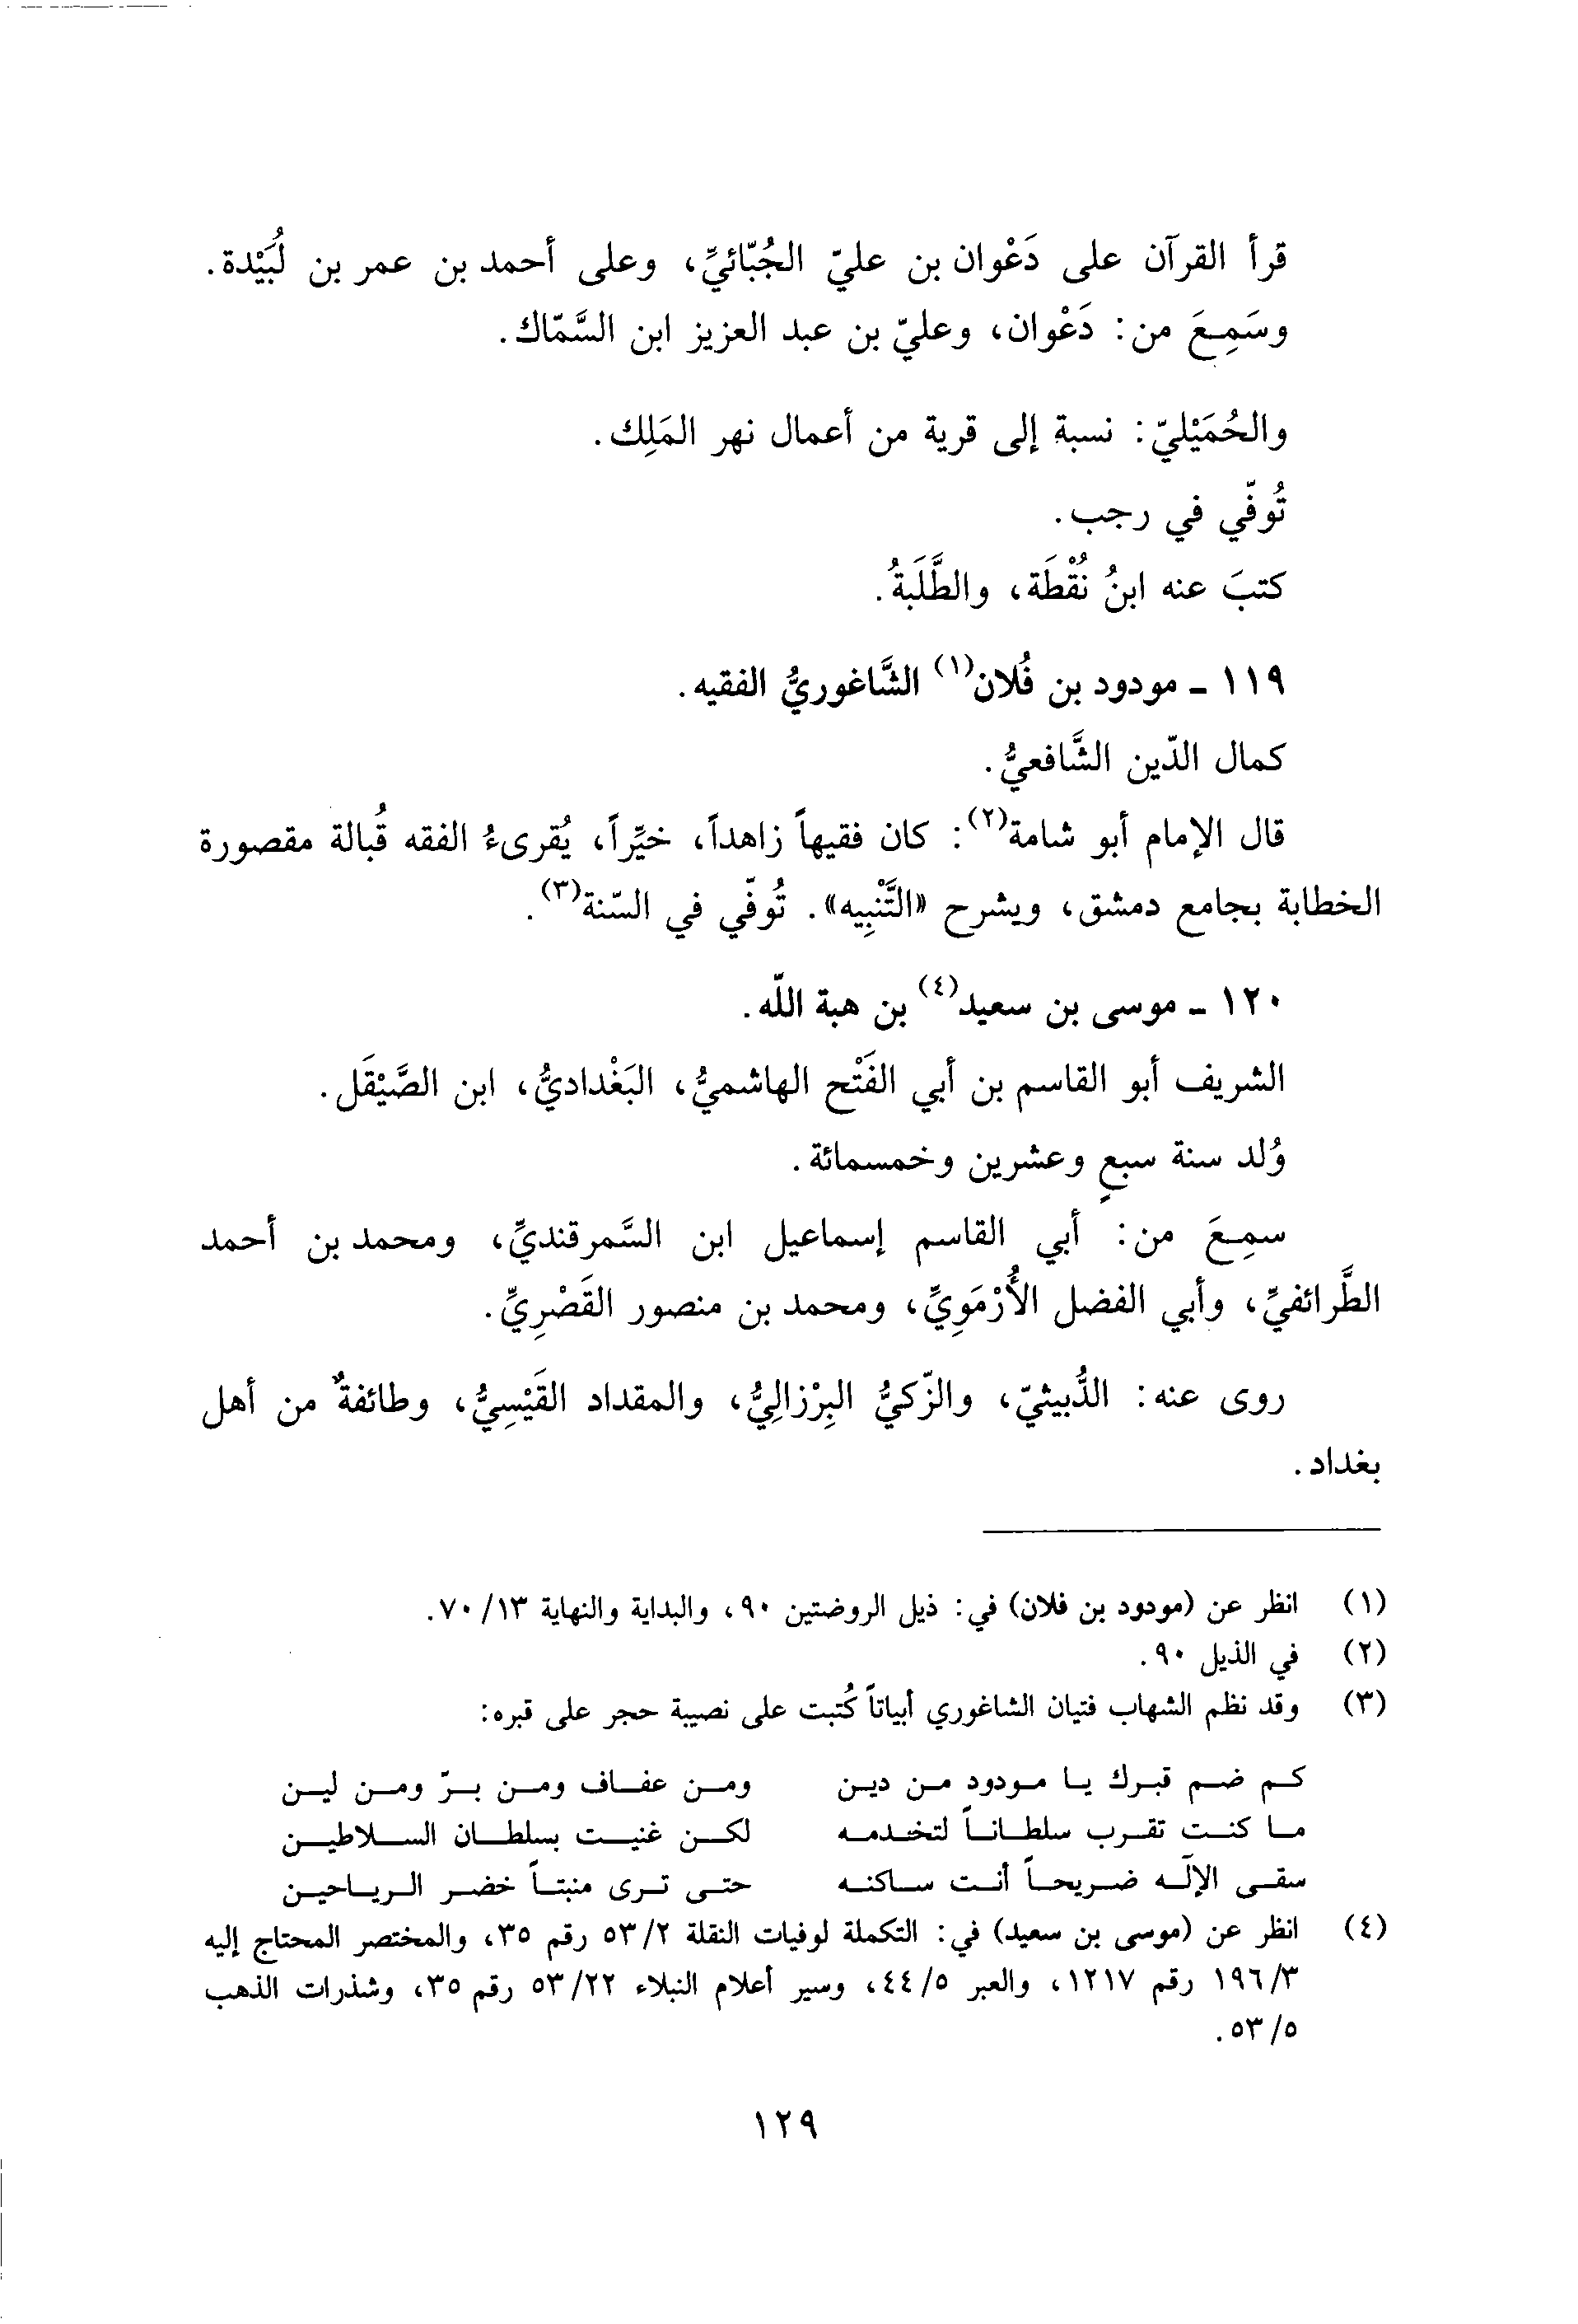 قرأ القرآن على دَعْوان بن عليّ الجُبّائيِّ، وعلى أحمد بن عمر بن لُبَيْدة.
وسَمِعَ من: دَعْوان، وعليّ بن عبد العزيز ابن السَّمّاك.
والحُمَيْليّ: نسبة إلى قرية من أعمال نهر المَلِك.
تُوفّي في رجب.
كتبَ عنه ابنُ نُقْطَة، والطَّلَبةُ.
١١٩ ـ مودود بن فُلان(١) الشَّاغوريُّ الفقيه.
كمال الدّين الشَّافعيُّ.
قال الإمام أبو شامة(٢): كان فقيهاً زاهداً، خيِّراً، يُقرىءُ الفقه قُبالة مقصورة
الخطابة بجامع دمشق، ويشرح «التَّنْبِيه». تُوفّي في السّنة(٣).
١٢٠ ـ موسى بن سعيد(٤) بن هبة اللّه.
الشريف أبو القاسم بن أبي الفَتْح الهاشميُّ، البَغْداديُّ، ابن الصَّيْقَل.
وُلد سنة سبعٍ وعشرين وخمسمائة.
سمِعَ من: أبي القاسم إسماعيل ابن السَّمرقنديِّ، ومحمد بن أحمد
الطَّرائفيِّ، وأبي الفضل الأُرْمَوِيِّ، ومحمد بن منصور القَصْرِيِّ.
روى عنه: الدُّبيثيّ، والزّكيُّ البِرْزالِيُّ، والمقداد القَيْسِيُّ، وطائفةٌ من أهل
بغداد.
(١) انظر عن (مودود بن فلان) في: ذيل الروضتين ٩٠، والبداية والنهاية ١٣/ ٧٠.
(٢) في الذيل ٩٠.
(٣) وقد نظم الشهاب فتيان الشاغوري أبياتاً كُتبت على نصيبة حجر على قبره:
كم ضم قبرك يا مودود من دين ومن عفاف ومن برّ ومن لين
ما كنت تقرب سلطاناً لتخدمه لكن غنيت بسلطان السلاطين
سقى الإلٓه ضريحاً أنت ساكنه حتى ترى منبتاً خضر الرياحين
(٤) انظر عن (موسى بن سعيد) في: التكملة لوفيات النقلة ٢/ ٥٣ رقم ٣٥، والمختصر المحتاج إليه
٣/ ١٩٦ رقم ١٢١٧، والعبر ٥/ ٤٤، وسير أعلام النبلاء ٢٢/ ٥٣ رقم ٣٥، وشذرات الذهب
٥/ ٥٣.
١٢٩